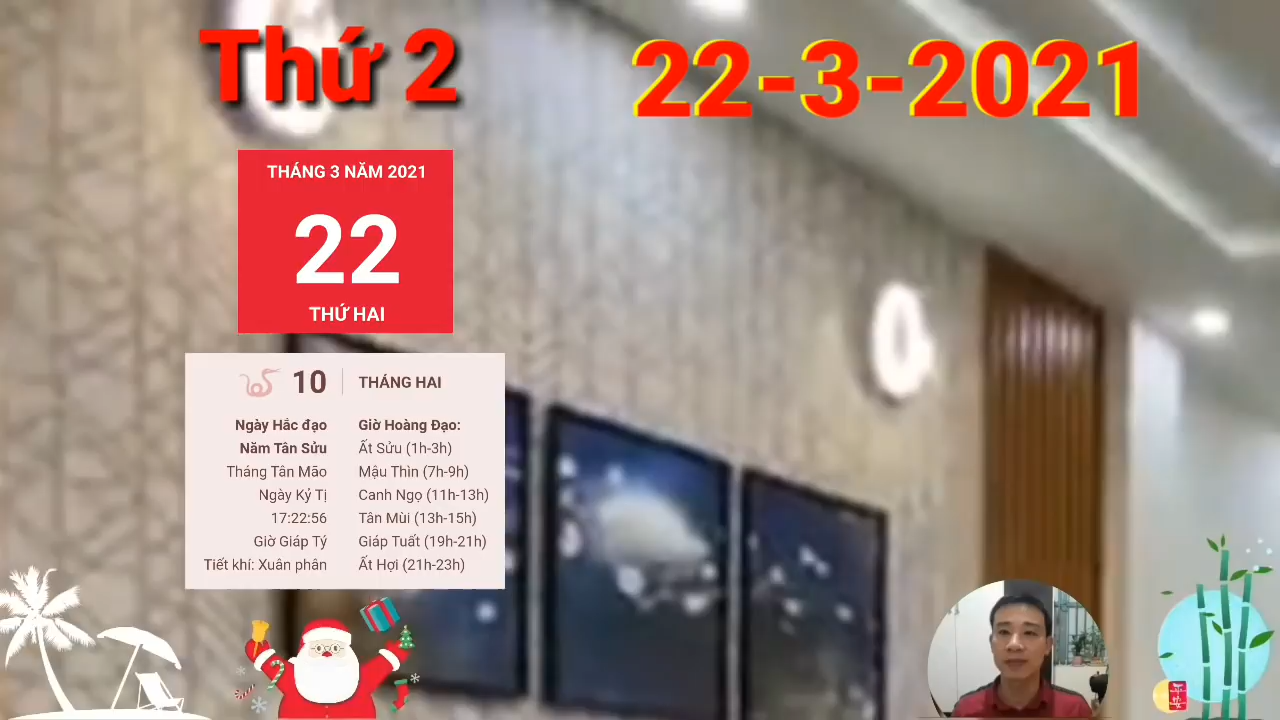 Thứ 2
22-3-2021
THÁNG 3 NĂM 2021
22
THỨ HAI
10
THÁNG HAI
Ngày Hắc đạo
Năm Tân Sửu
Tháng Tân Mão
Ngày Kỷ Tị
17:22:56
Giờ Giáp Tý
Tiết khí: Xuân phân
Giờ Hoàng Đạo:
Ất Sửu (1h-3h)
Mậu Thìn (7h-9h)
Canh Ngọ (11h-13h)
Tân Mùi (13h-15h)
Giáp Tuất (19h-21h)
Ất Hợi (21h-23h)